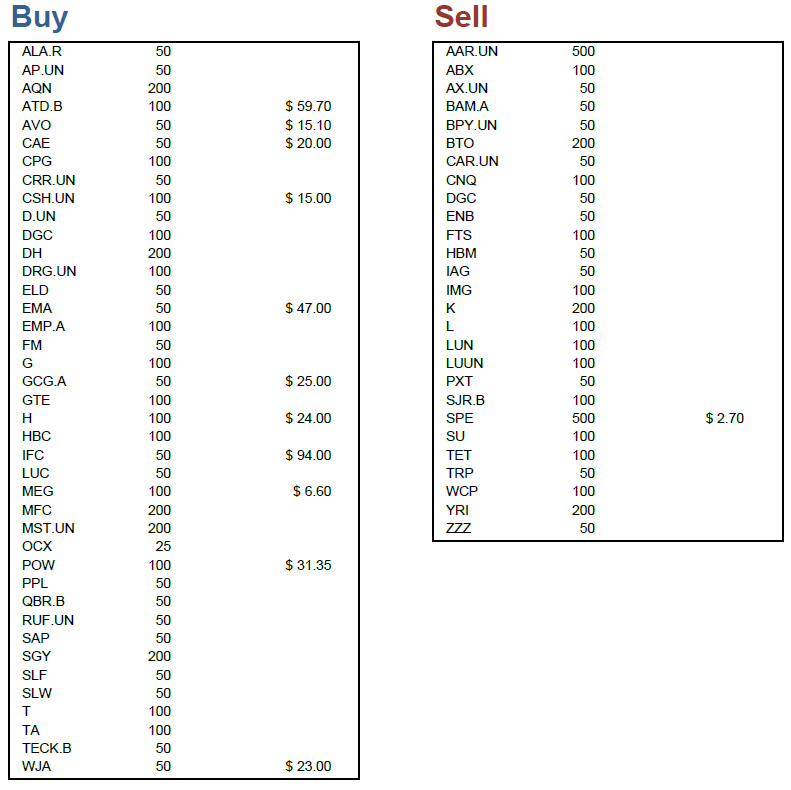 Buy
ALA.R 50
AP.UN 50
AQN 200
ATD.B 100 $ 59.70
AVO 50 $ 15.10
CAE 50 $ 20.00
CPG 100
CRR.UN 50
CSH.UN 100 $ 15.00
D.UN 50
DGC 100
DH 200
DRG.UN 100
ELD 50
EMA 50 $ 47.00
EMP.A 100
FM 50
G 100
GCG.A 50 $ 25.00
GTE 100
H 100 $ 24.00
HBC 100
IFC 50 $ 94.00
LUC 50
MEG 100 $ 6.60
MFC 200
MST.UN 200
OCX 25
POW 100 $ 31.35
PPL 50
QBR.B 50
RUF.UN 50
SAP 50
SGY 200
SLF 50
SLW 50
T 100
TA 100
TECK.B 50
WJA 50 $ 23.00
Sell
AAR.UN 500
ABX 100
AX.UN 50
BAM.A 50
BPY.UN 50
BTO 200
CAR.UN 50
CNQ 100
DGC 50
ENB 50
FTS 100
HBM 50
IAG 50
IMG 100
K 200
L 100
LUN 100
LUUN 100
PXT 50
SJR.B 100
SPE 500 $ 2.70
SU 100
TET 100
TRP 50
WCP 100
YRI 200
ZZZ 50